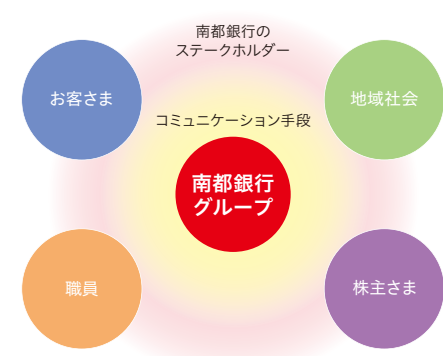 南都銀行の
ステークホルダー
お客さま
地域社会
コミュニケーション手段
南都銀行
グループ
職員
株主さま